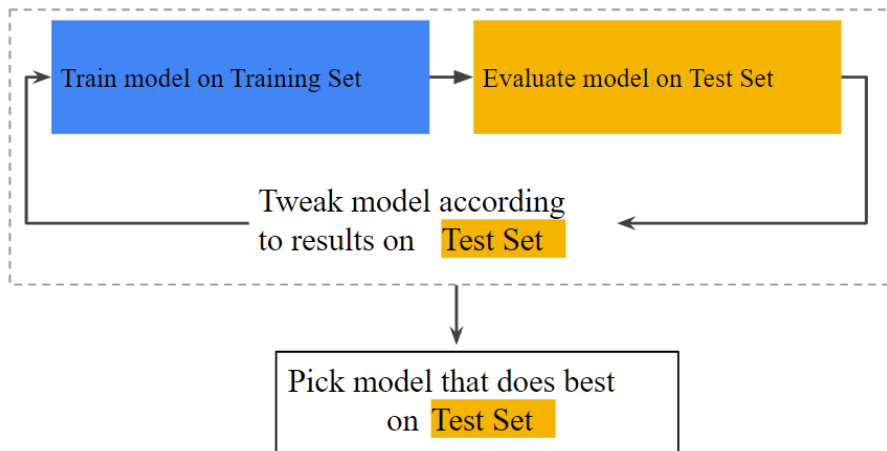 Train model on Training Set
Evaluate model on Test Set
Tweak model according
to results on Test Set
Pick model that does best
on Test Set